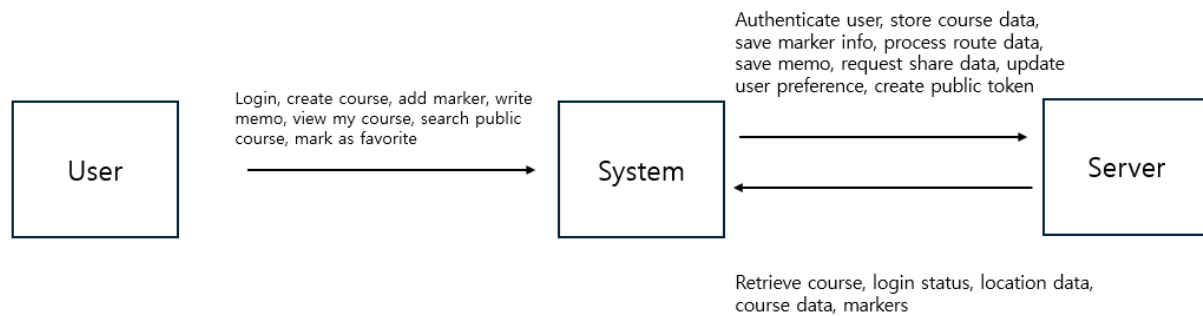 Authenticate user, store course data,
save marker info, process route data,
save memo, request share data, update
user preference, create public token
Login, create course, add marker, write
memo, view my course, search public
course, mark as favorite
User
System
Server
Retrieve course, login status, location data,
course data, markers